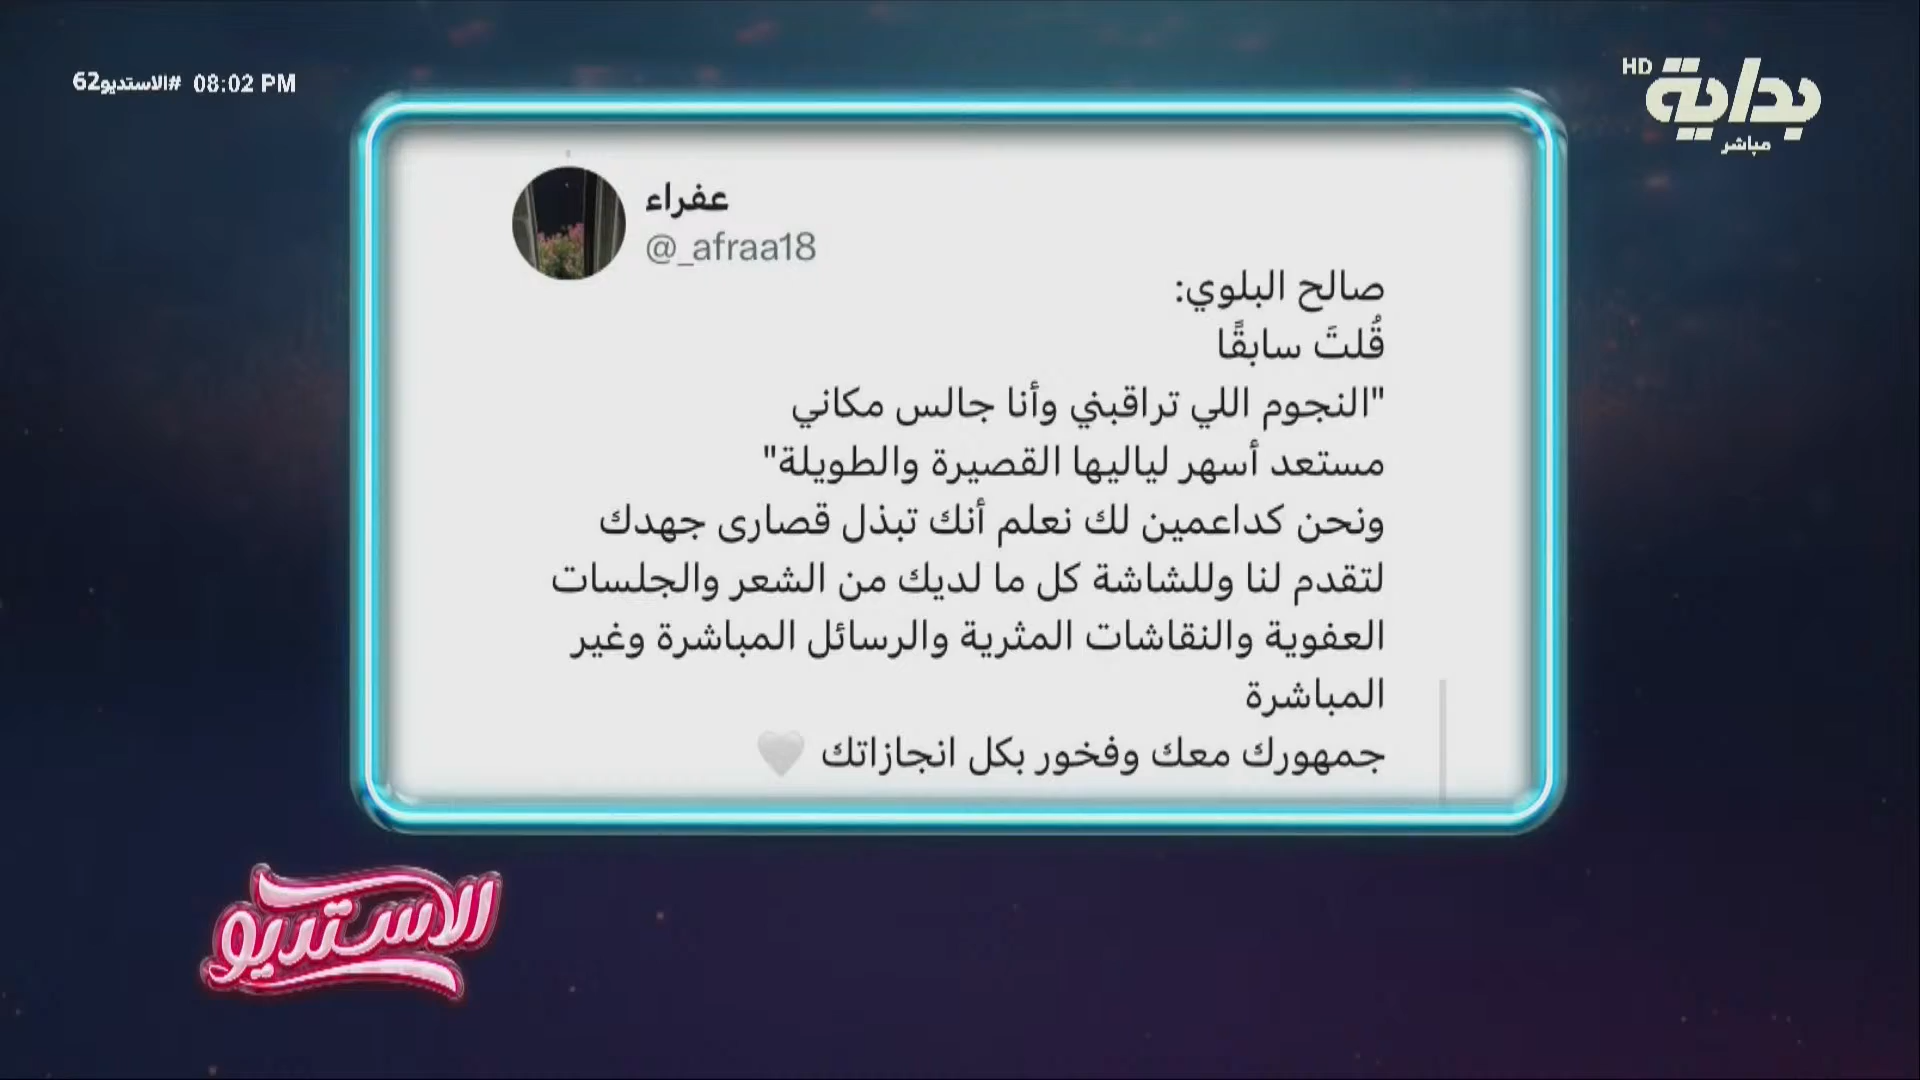 #الاستديو62 08:02 PM
HD
بداية
مباشر
عفراء
@_afraa18
صالح البلوي:
قُلتَ سابقًا
"النجوم اللي تراقبني وأنا جالس مكاني
مستعد أسهر لياليها القصيرة والطويلة"
ونحن كداعمين لك نعلم أنك تبذل قصارى جهدك
لتقدم لنا وللشاشة كل ما لديك من الشعر والجلسات
العفوية والنقاشات المثرية والرسائل المباشرة وغير
المباشرة
جمهورك معك وفخور بكل انجازاتك 🤍
الاستديو